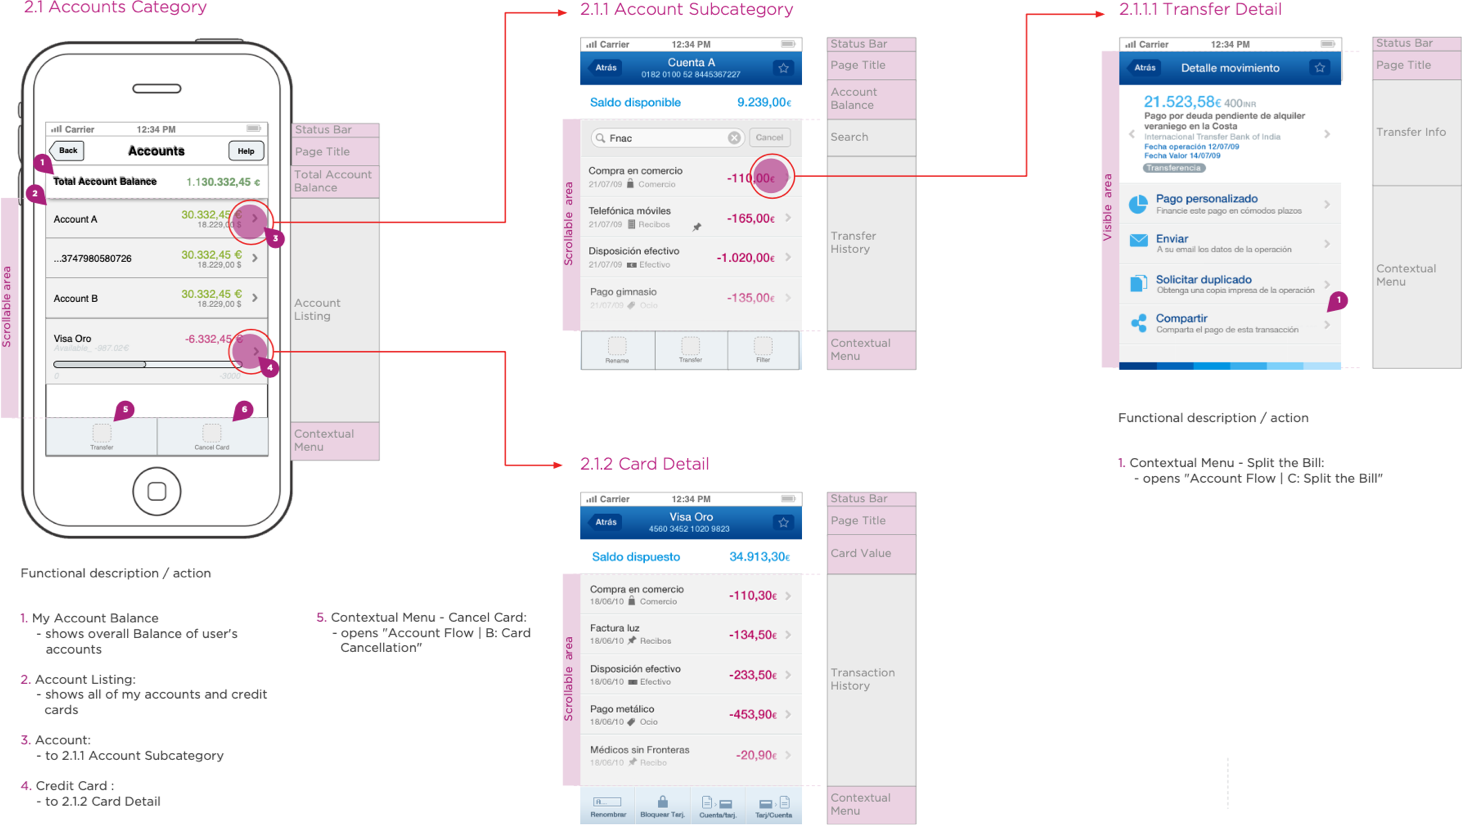 2.1 Accounts Category
Carrier 12:34 PM
Back Accounts Help
Total Account Balance 1.130.332,45 €
Account A 30.332,45 €
18.229,00 $
...3747980580726 30.332,45 €
18.229,00 $
Account B 30.332,45 €
18.229,00 $
Visa Oro -6.332,45 €
Available_ -567.02€
0 -3000
Transfer Cancel Card
1
2
3
4
5
6
Scrollable area
Status Bar
Page Title
Total Account
Balance
Account
Listing
Contextual
Menu
Functional description / action
1. My Account Balance
- shows overall Balance of user's
accounts
2. Account Listing:
- shows all of my accounts and credit
cards
3. Account:
- to 2.1.1 Account Subcategory
4. Credit Card :
- to 2.1.2 Card Detail
5. Contextual Menu - Cancel Card:
- opens "Account Flow | B: Card
Cancellation"
2.1.1 Account Subcategory
Carrier 12:34 PM
Atrás Cuenta A
0182 0100 52 8445367227
Saldo disponible 9.239,00€
Fnac Cancel
Compra en comercio -110,00€
21/07/09 Comercio
Telefónica móviles -165,00€
21/07/09 Recibos
Disposición efectivo -1.020,00€
21/07/09 Efectivo
Pago gimnasio -135,00€
21/07/09 Ocio
Rename Transfer Filter
Scrollable area
Status Bar
Page Title
Account
Balance
Search
Transfer
History
Contextual
Menu
2.1.2 Card Detail
Carrier 12:34 PM
Atrás Visa Oro
4560 3452 1020 9823
Saldo dispuesto 34.913,30€
Compra en comercio -110,30€
18/06/10 Comercio
Factura luz -134,50€
18/06/10 Recibos
Disposición efectivo -233,50€
18/06/10 Efectivo
Pago metálico -453,90€
18/06/10 Ocio
Médicos sin Fronteras -20,90€
18/06/10 Recibo
a...
Renombrar Bloquear Tarj. Cuenta/tarj. Tarj/Cuenta
Scrollable area
Status Bar
Page Title
Card Value
Transaction
History
Contextual
Menu
2.1.1.1 Transfer Detail
Carrier 12:34 PM
Atrás Detalle movimiento
21.523,58€ 400INR
Pago por deuda pendiente de alquiler
veraniego en la Costa
Internacional Transfer Bank of India
Fecha operación 12/07/09
Fecha Valor 14/07/09
Transferencia
Pago personalizado
Financie este pago en cómodos plazos
Enviar
A su email los datos de la operación
Solicitar duplicado
Obtenga una copia impresa de la operación
Compartir
Comparta el pago de esta transacción
1
Visible area
Status Bar
Page Title
Transfer Info
Contextual
Menu
Functional description / action
1. Contextual Menu - Split the Bill:
- opens "Account Flow | C: Split the Bill"